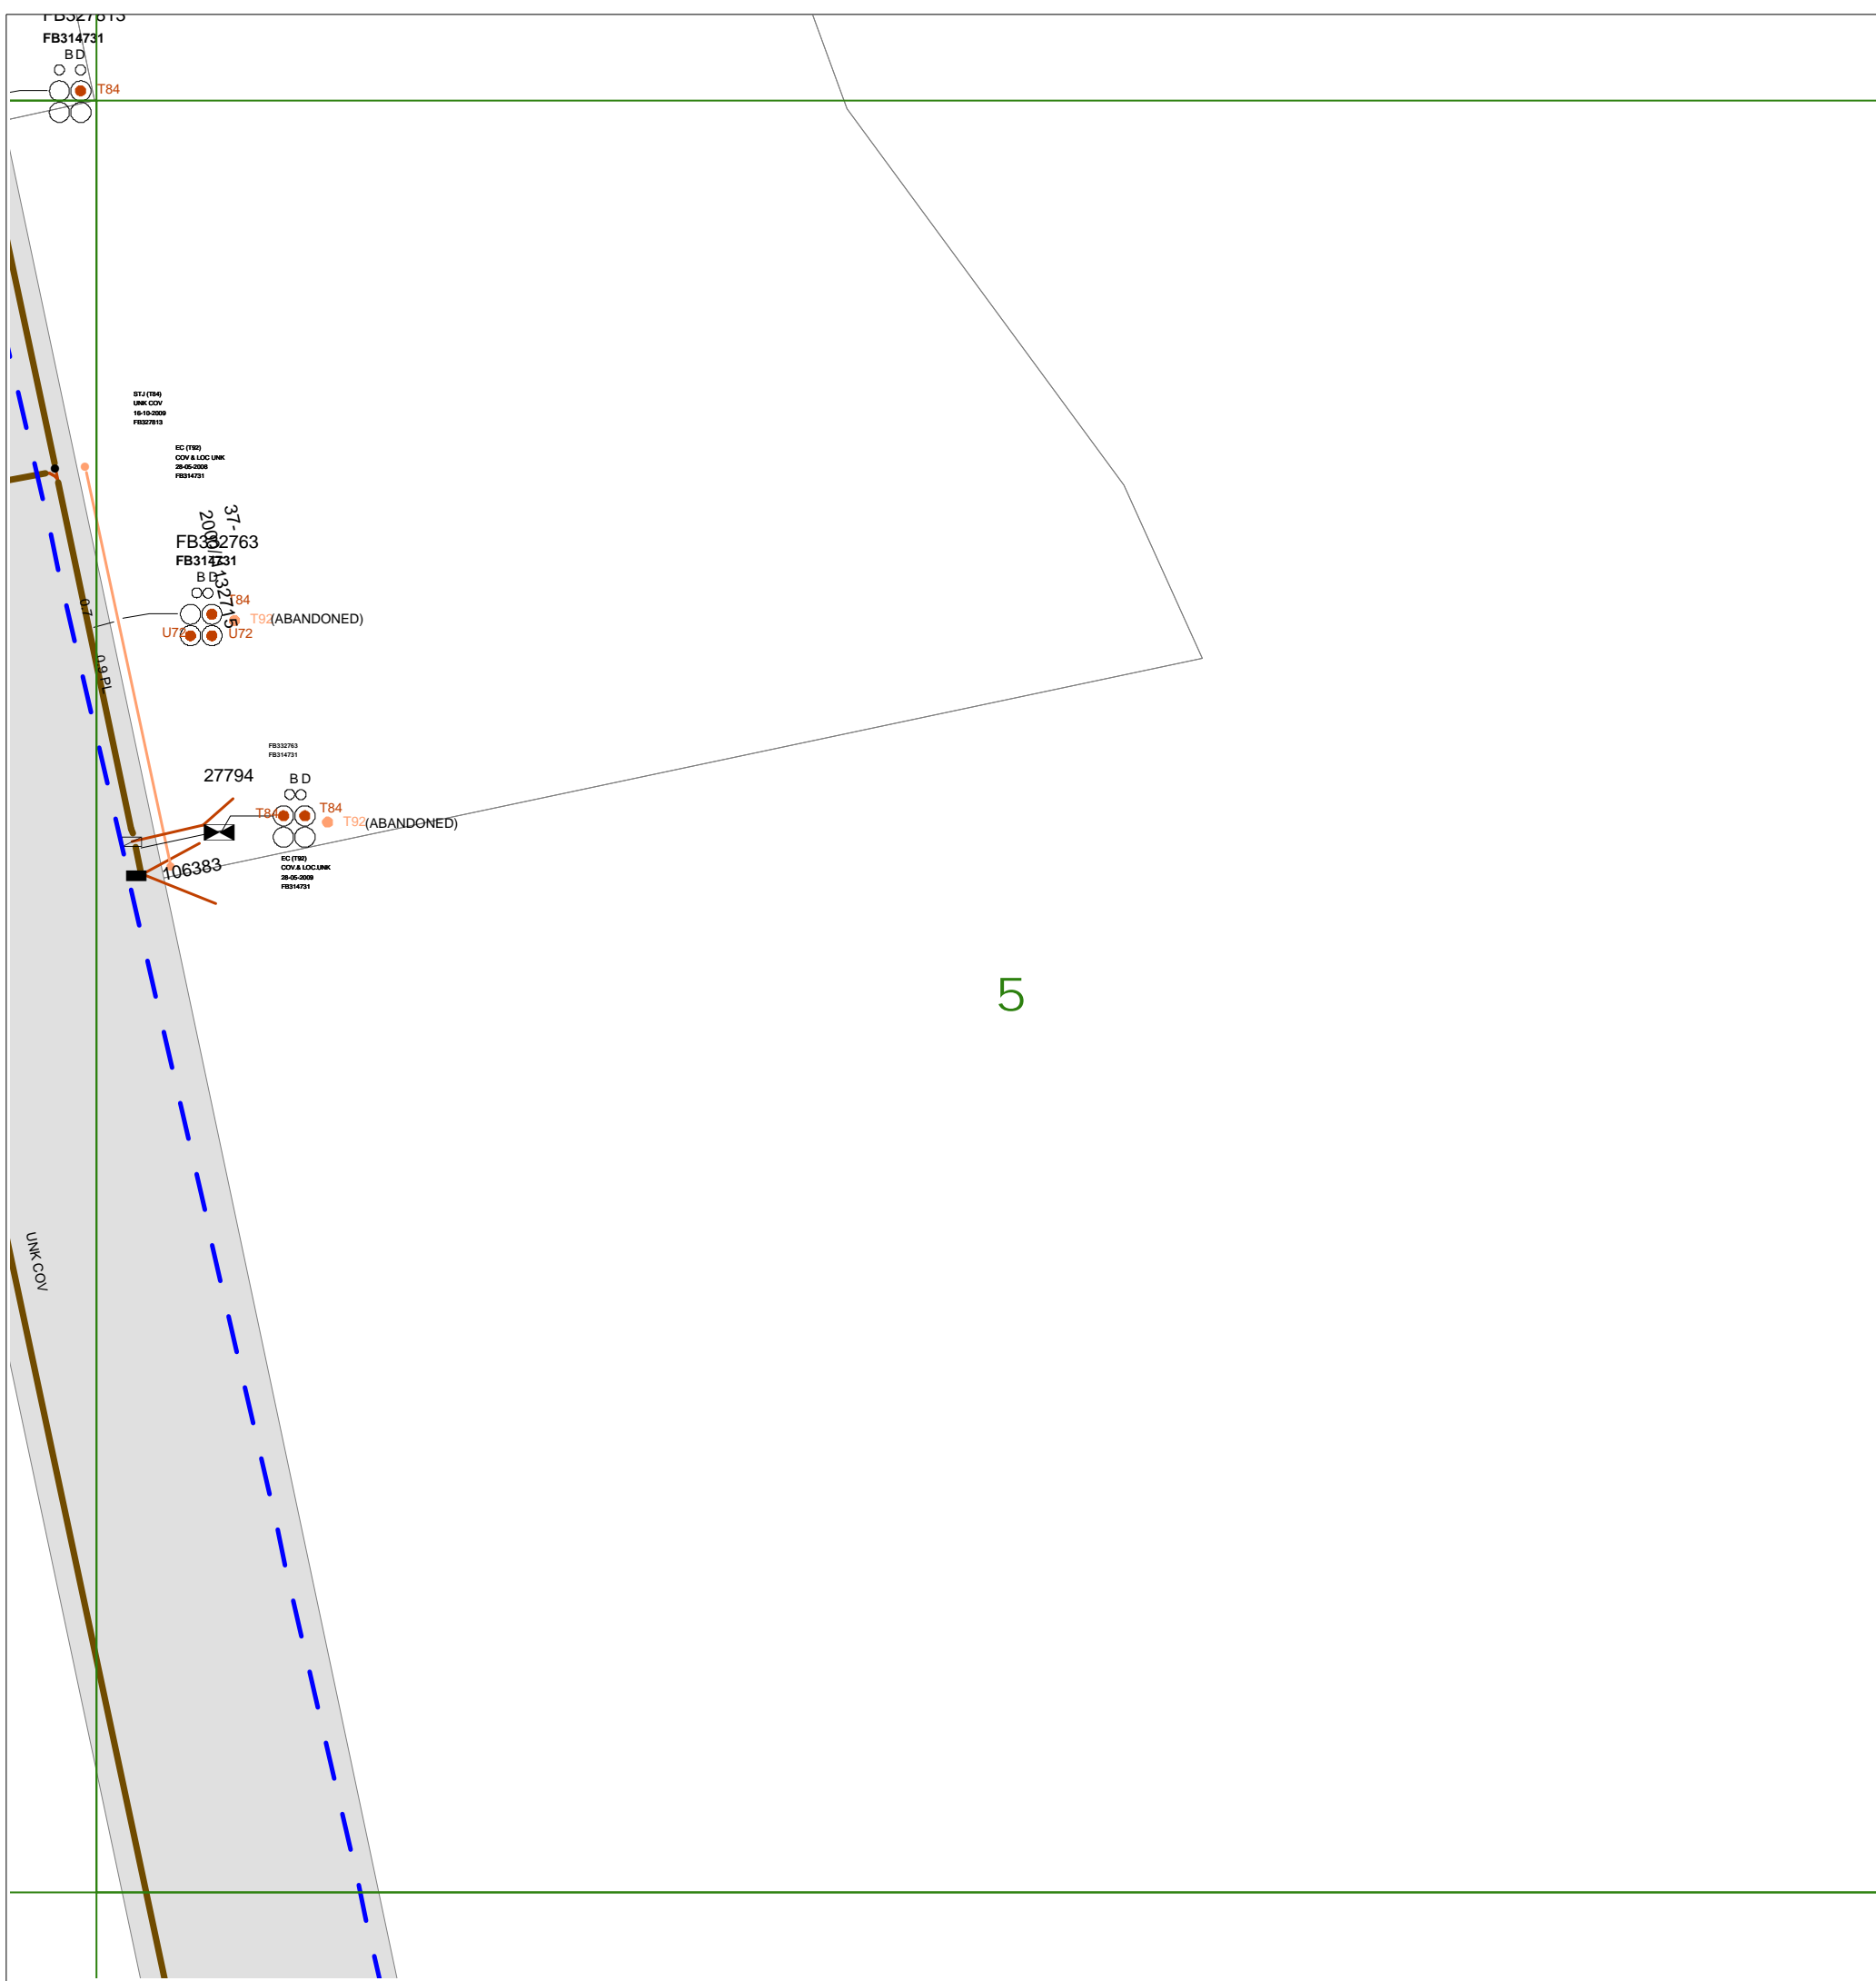 FB327813
FB314731
B D
T84
STJ (T84)
UNK COV
16-10-2009
FB327813
EC (T92)
COV & LOC UNK
28-05-2008
FB314731
37-
FB332763
FB314731
B D
T84
T92(ABANDONED)
U72
U72
0.7
0.9 PL
FB332763
FB314731
27794
B D
T84
T84
T92(ABANDONED)
106383
EC (T92)
COV.& LOC.UNK
28-05-2009
FB314731
5
UNK COV